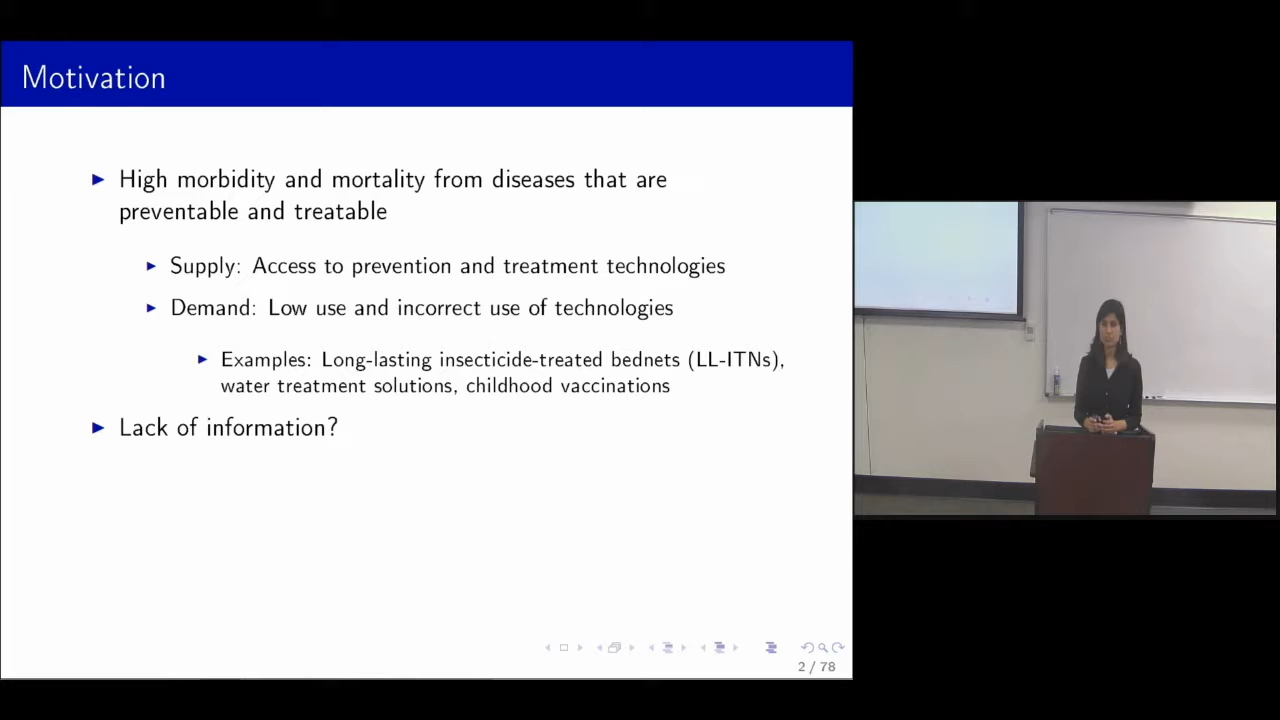 Motivation
High morbidity and mortality from diseases that are
preventable and treatable
Supply: Access to prevention and treatment technologies
Demand: Low use and incorrect use of technologies
Examples: Long-lasting insecticide-treated bednets (LL-ITNs),
water treatment solutions, childhood vaccinations
Lack of information?
2 / 78